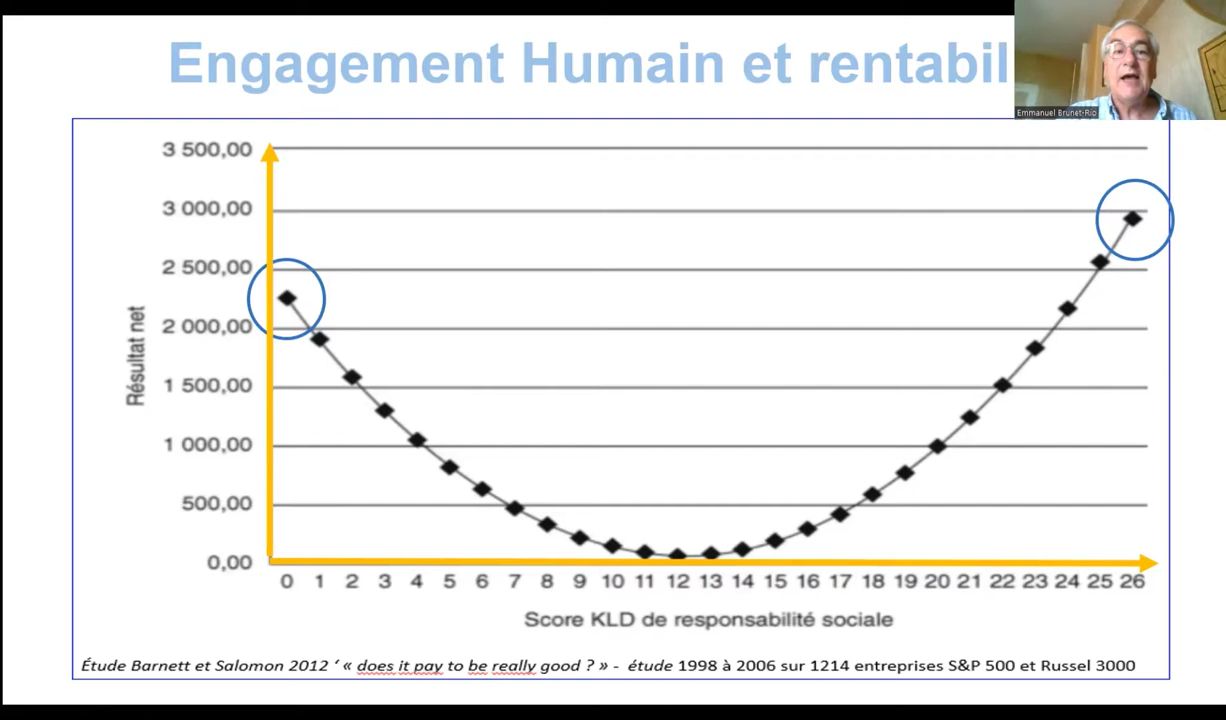 Engagement Humain et rentabil
Emmanuel Brunet-Rio
3 500,00
3 000,00
2 500,00
2 000,00
1 500,00
1 000,00
500,00
0,00
Résultat net
0 1 2 3 4 5 6 7 8 9 10 11 12 13 14 15 16 17 18 19 20 21 22 23 24 25 26
Score KLD de responsabilité sociale
Étude Barnett et Salomon 2012 ‘ « does it pay to be really good ? » - étude 1998 à 2006 sur 1214 entreprises S&P 500 et Russel 3000